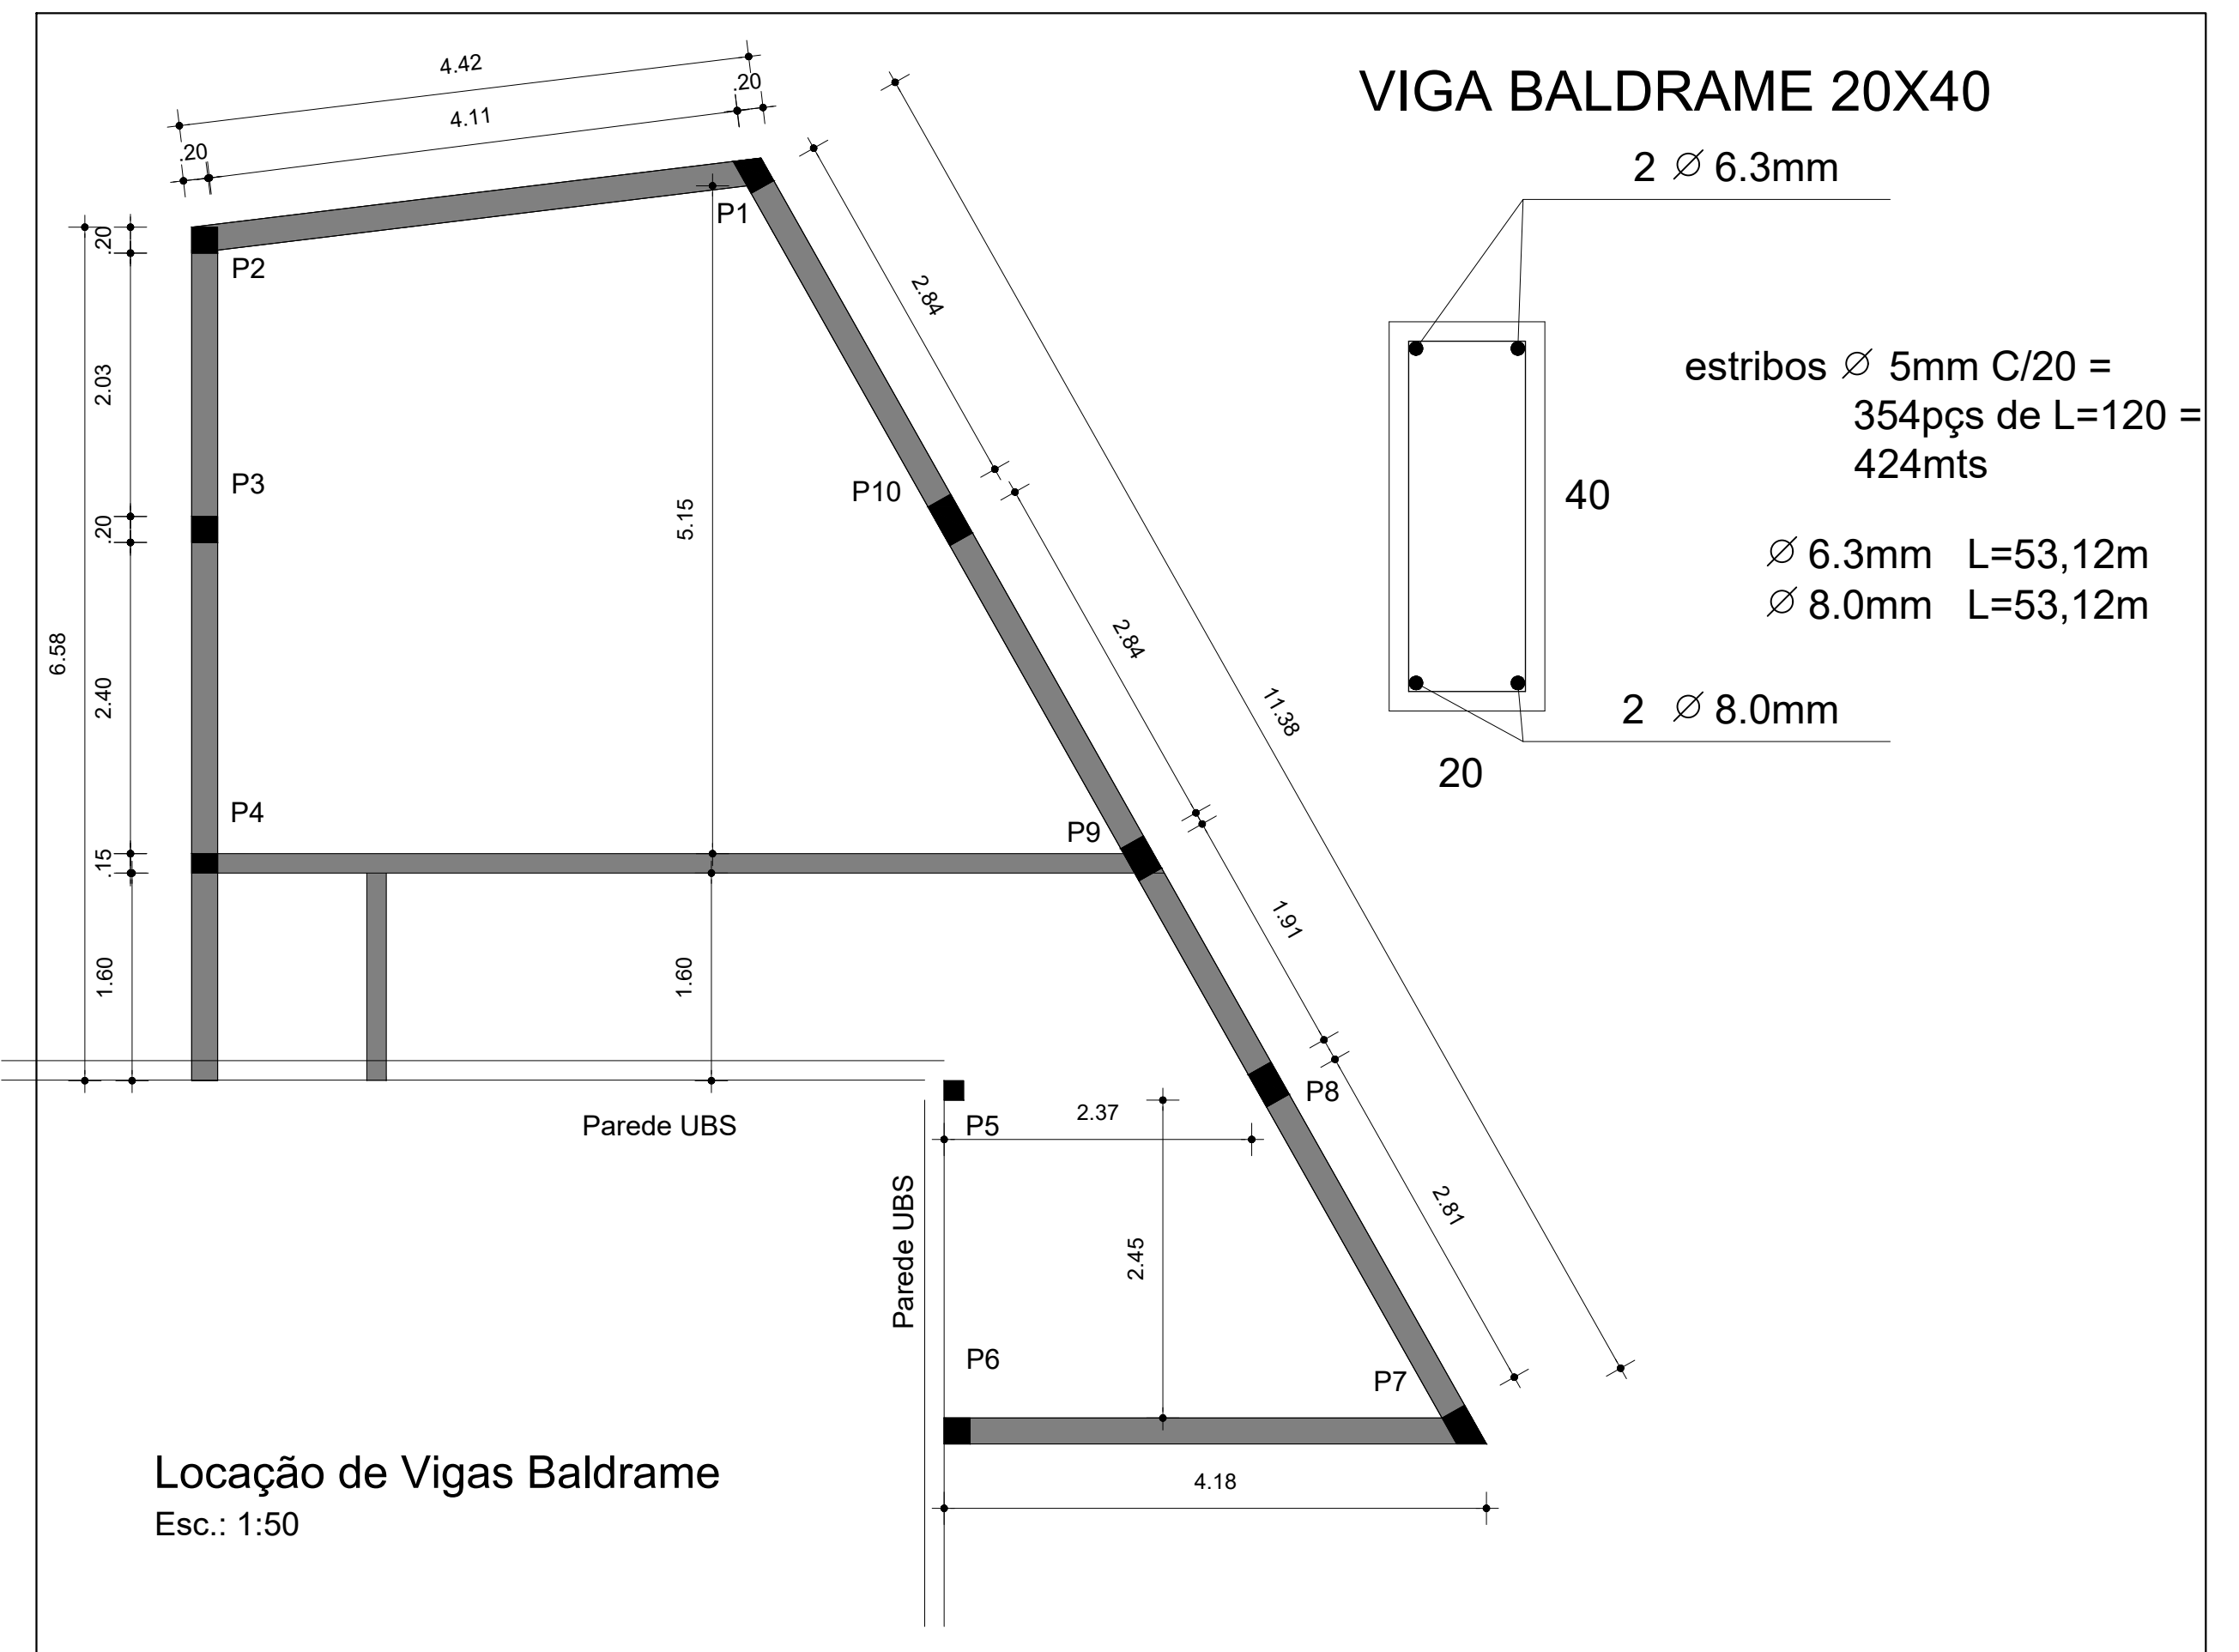 VIGA BALDRAME 20X40
2 ∅ 6.3mm
estribos ∅ 5mm C/20 =
354pçs de L=120 =
424mts
40
∅ 6.3mm L=53,12m
∅ 8.0mm L=53,12m
2 ∅ 8.0mm
20
4.42
.20
4.11
.20
P1
P2
.20
2.03
P3
.20
6.58
2.40
P4
.15
1.60
5.15
1.60
2.84
P10
2.84
11.38
P9
1.91
P8
2.37
P5
Parede UBS
Parede UBS
2.45
2.81
P6
P7
4.18
Locação de Vigas Baldrame
Esc.: 1:50